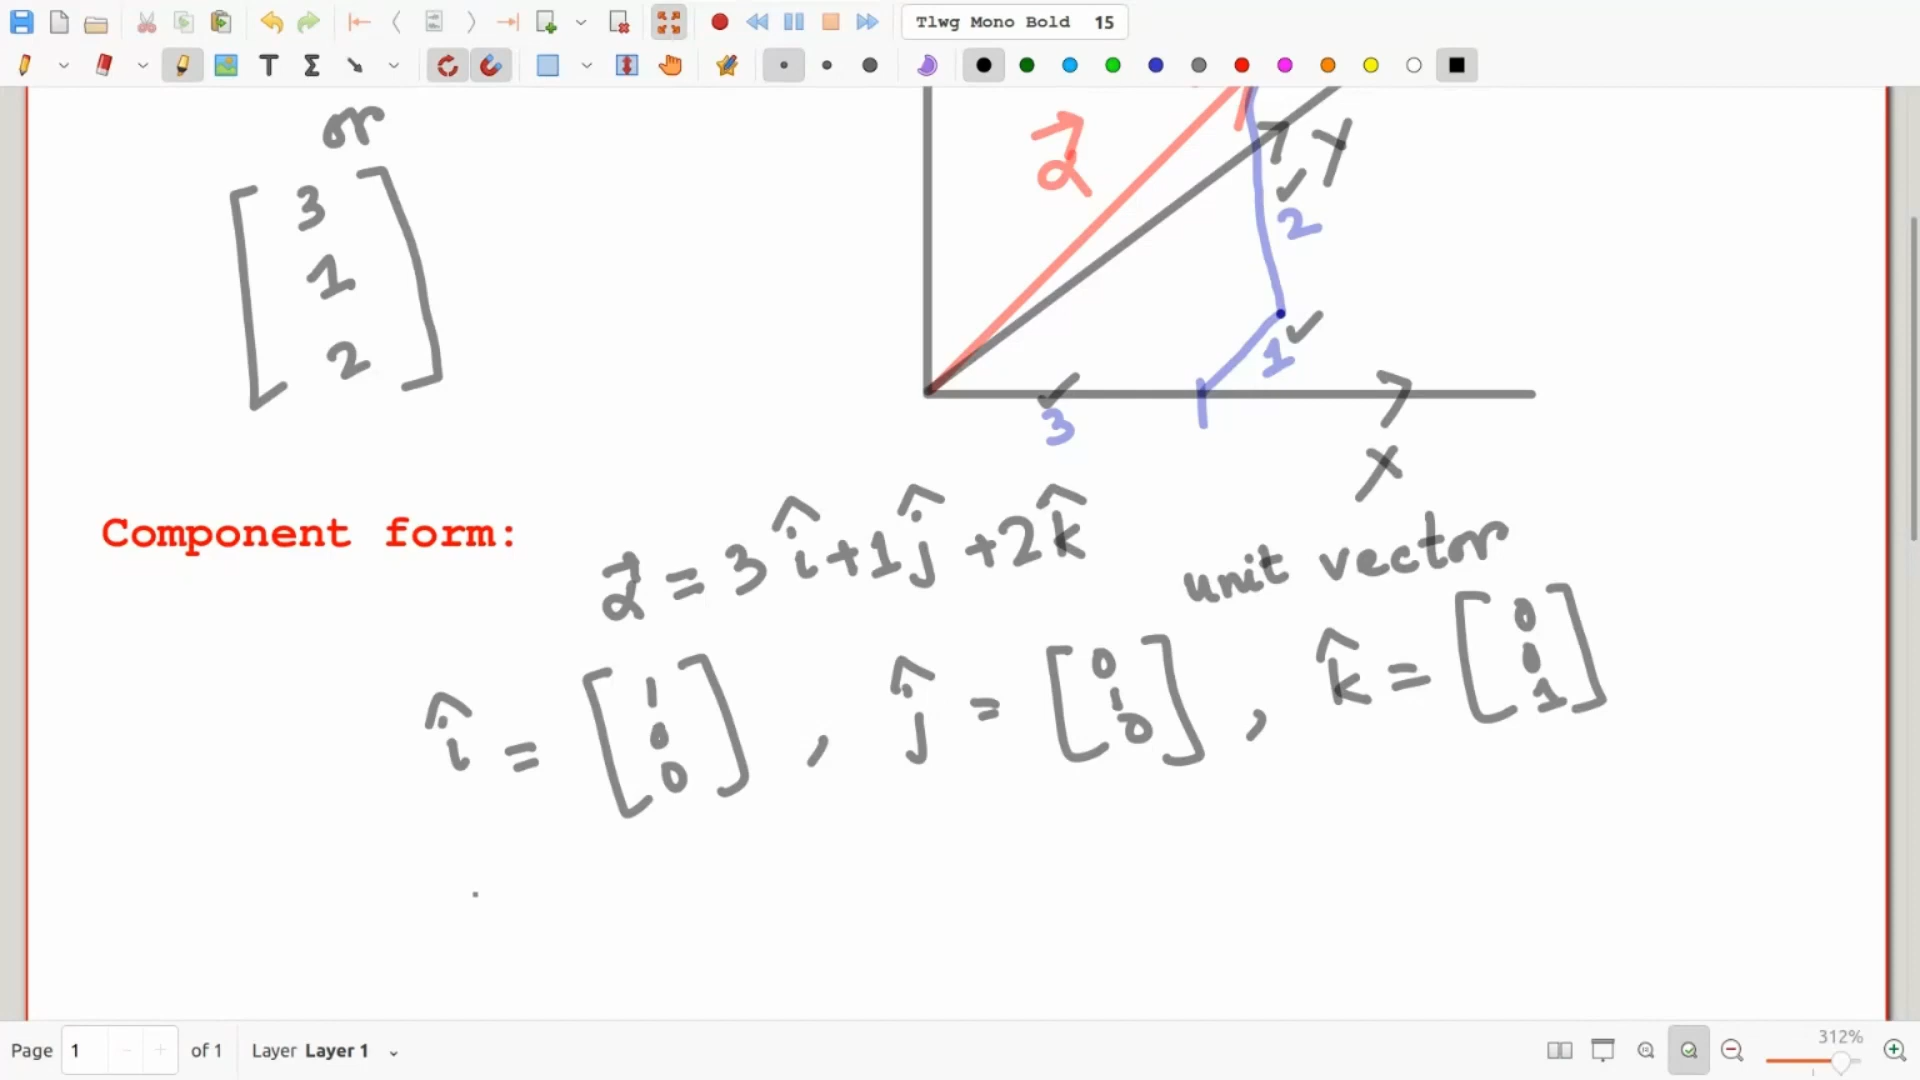 Tlwg Mono Bold 15
or
[3
1
2]
a⃗
Y
2
1
3
X
Component form:
a⃗ = 3î+1ĵ+2k̂
unit vector
î = [1 0 0] , ĵ = [0 1 0] , k̂ = [0 0 1]
Page 1 of 1 Layer Layer 1
312%